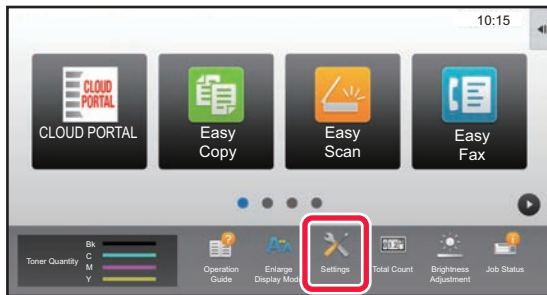 10:15
CLOUD
PORTAL
CLOUD PORTAL
Easy
Copy
Easy
Scan
Easy
Fax
Toner Quantity
Bk
C
M
Y
Operation
Guide
Enlarge
Display Mode
Settings
Total Count
Brightness
Adjustment
Job Status